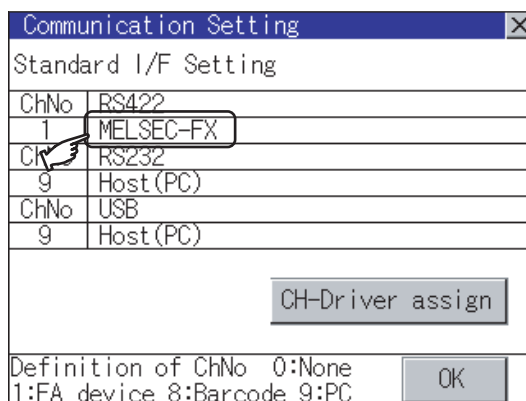 Communication Setting
Standard I/F Setting
ChNo RS422
1 MELSEC-FX
ChNo RS232
9 Host(PC)
ChNo USB
9 Host(PC)
CH-Driver assign
Definition of ChNo 0:None
1:FA device 8:Barcode 9:PC
OK